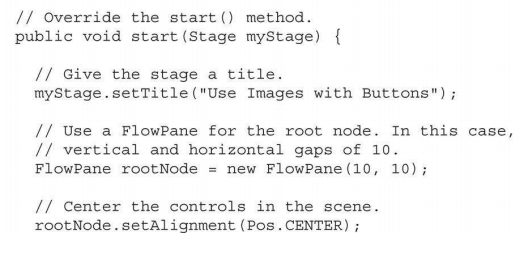 // Override the start() method.
public void start(Stage myStage) {
// Give the stage a title.
myStage.setTitle("Use Images with Buttons");
// Use a FlowPane for the root node. In this case,
// vertical and horizontal gaps of 10.
FlowPane rootNode = new FlowPane(10, 10);
// Center the controls in the scene.
rootNode.setAlignment(Pos.CENTER);